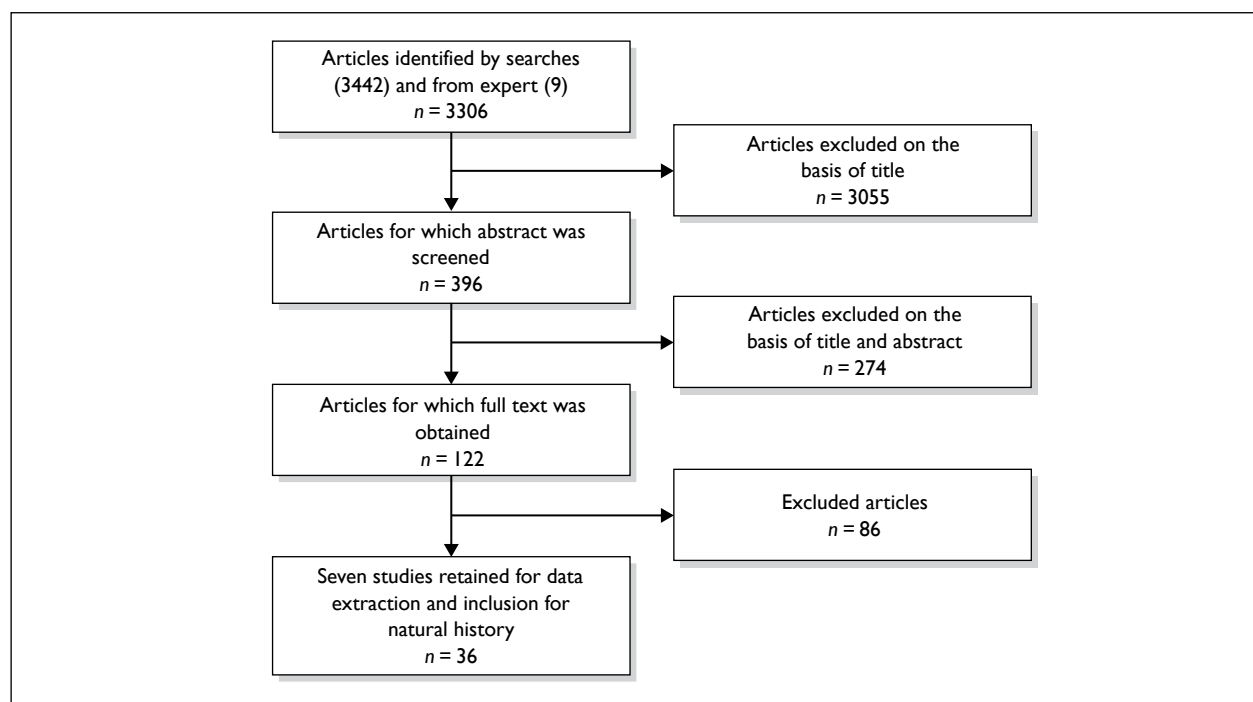 Articles identified by searches
(3442) and from expert (9)
n = 3306
Articles excluded on the
basis of title
n = 3055
Articles for which abstract was
screened
n = 396
Articles excluded on the
basis of title and abstract
n = 274
Articles for which full text was
obtained
n = 122
Excluded articles
n = 86
Seven studies retained for data
extraction and inclusion for
natural history
n = 36